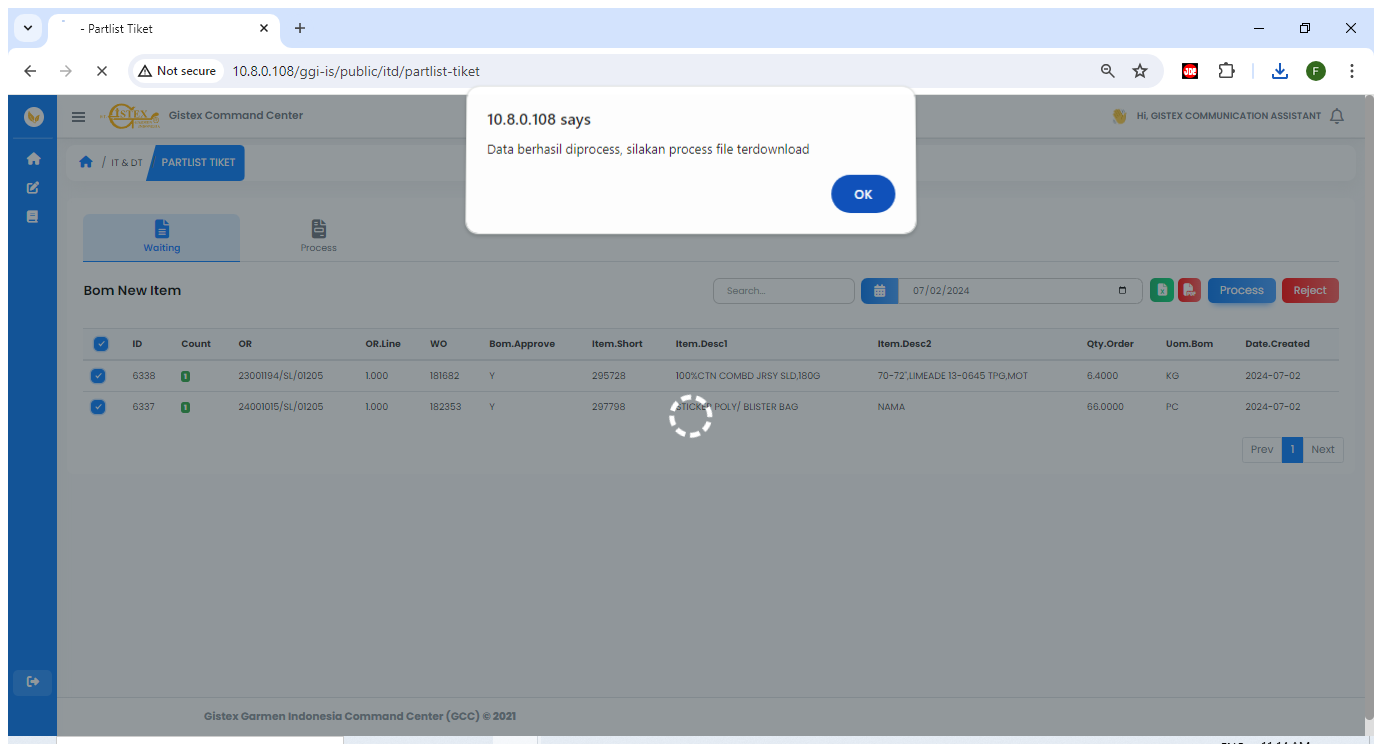 - Partlist Tiket
Not secure 10.8.0.108/ggi-is/public/itd/partlist-tiket
JDE
F
10.8.0.108 says
Data berhasil diprocess, silakan process file terdownload
OK
GISTEX
Gistex Command Center
Hi, GISTEX COMMUNICATION ASSISTANT
/ IT & DT PARTLIST TIKET
Waiting Process
Bom New Item Search... 07/02/2024 Process Reject
ID Count OR OR.Line WO Bom.Approve Item.Short Item.Desc1 Item.Desc2 Qty.Order Uom.Bom Date.Created
6338 1 23001194/SL/01205 1.000 181682 Y 295728 100%CTN COMBD JRSY SLD,180G 70-72",LIMEADE 13-0645 TPG,MOT 6.4000 KG 2024-07-02
6337 1 24001015/SL/01205 1.000 182353 Y 297798 STICKER POLY/ BLISTER BAG NAMA 66.0000 PC 2024-07-02
Prev 1 Next
Gistex Garmen Indonesia Command Center (GCC) © 2021